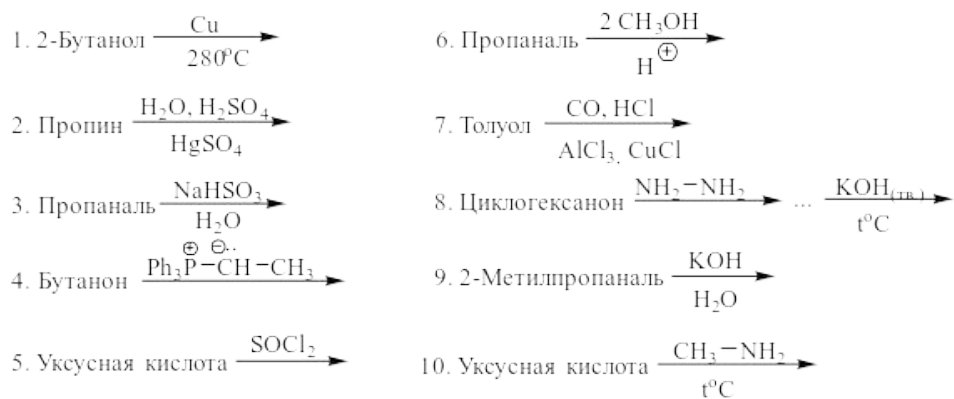 1. 2-Бутанол Cu 280°C
2. Пропин H₂O, H₂SO₄ HgSO₄
3. Пропаналь NaHSO₃ H₂O
4. Бутанон Ph₃P⊕–CH⊖··–CH₃
5. Уксусная кислота SOCl₂
6. Пропаналь 2 CH₃OH H⊕
7. Толуол CO, HCl AlCl₃, CuCl
8. Циклогексанон NH₂–NH₂ ... KOH(тв.) t°C
9. 2-Метилпропаналь KOH H₂O
10. Уксусная кислота CH₃–NH₂ t°C